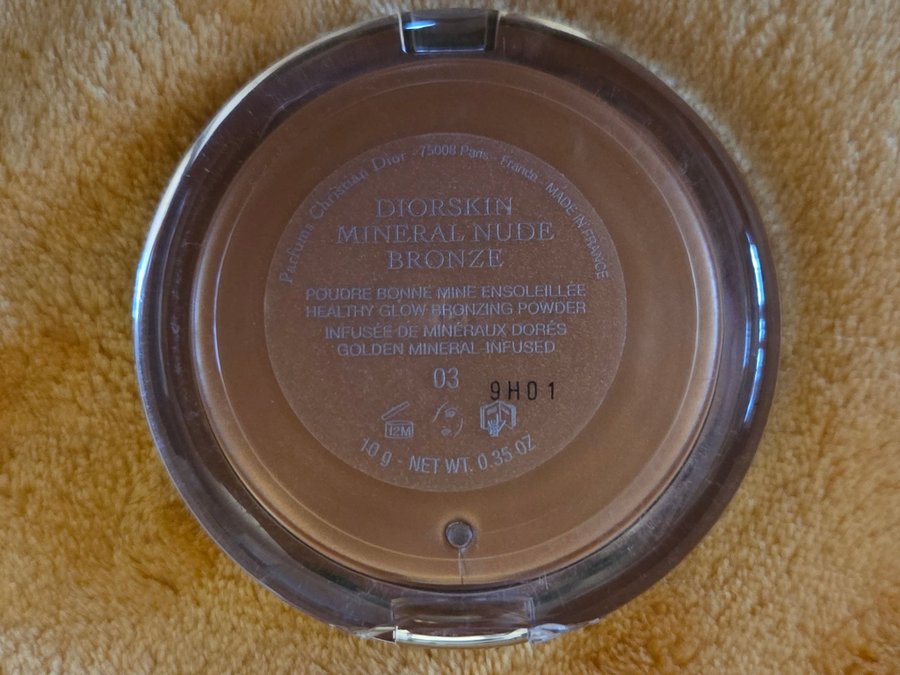 Parfums Christian Dior - 75008 Paris - France - MADE IN FRANCE
DIORSKIN
MINERAL NUDE
BRONZE
POUDRE BONNE MINE ENSOLEILLÉE
HEALTHY GLOW BRONZING POWDER
INFUSÉE DE MINÉRAUX DORÉS
GOLDEN MINERAL-INFUSED
03
9H01
12M
10 g - NET WT. 0.35 OZ